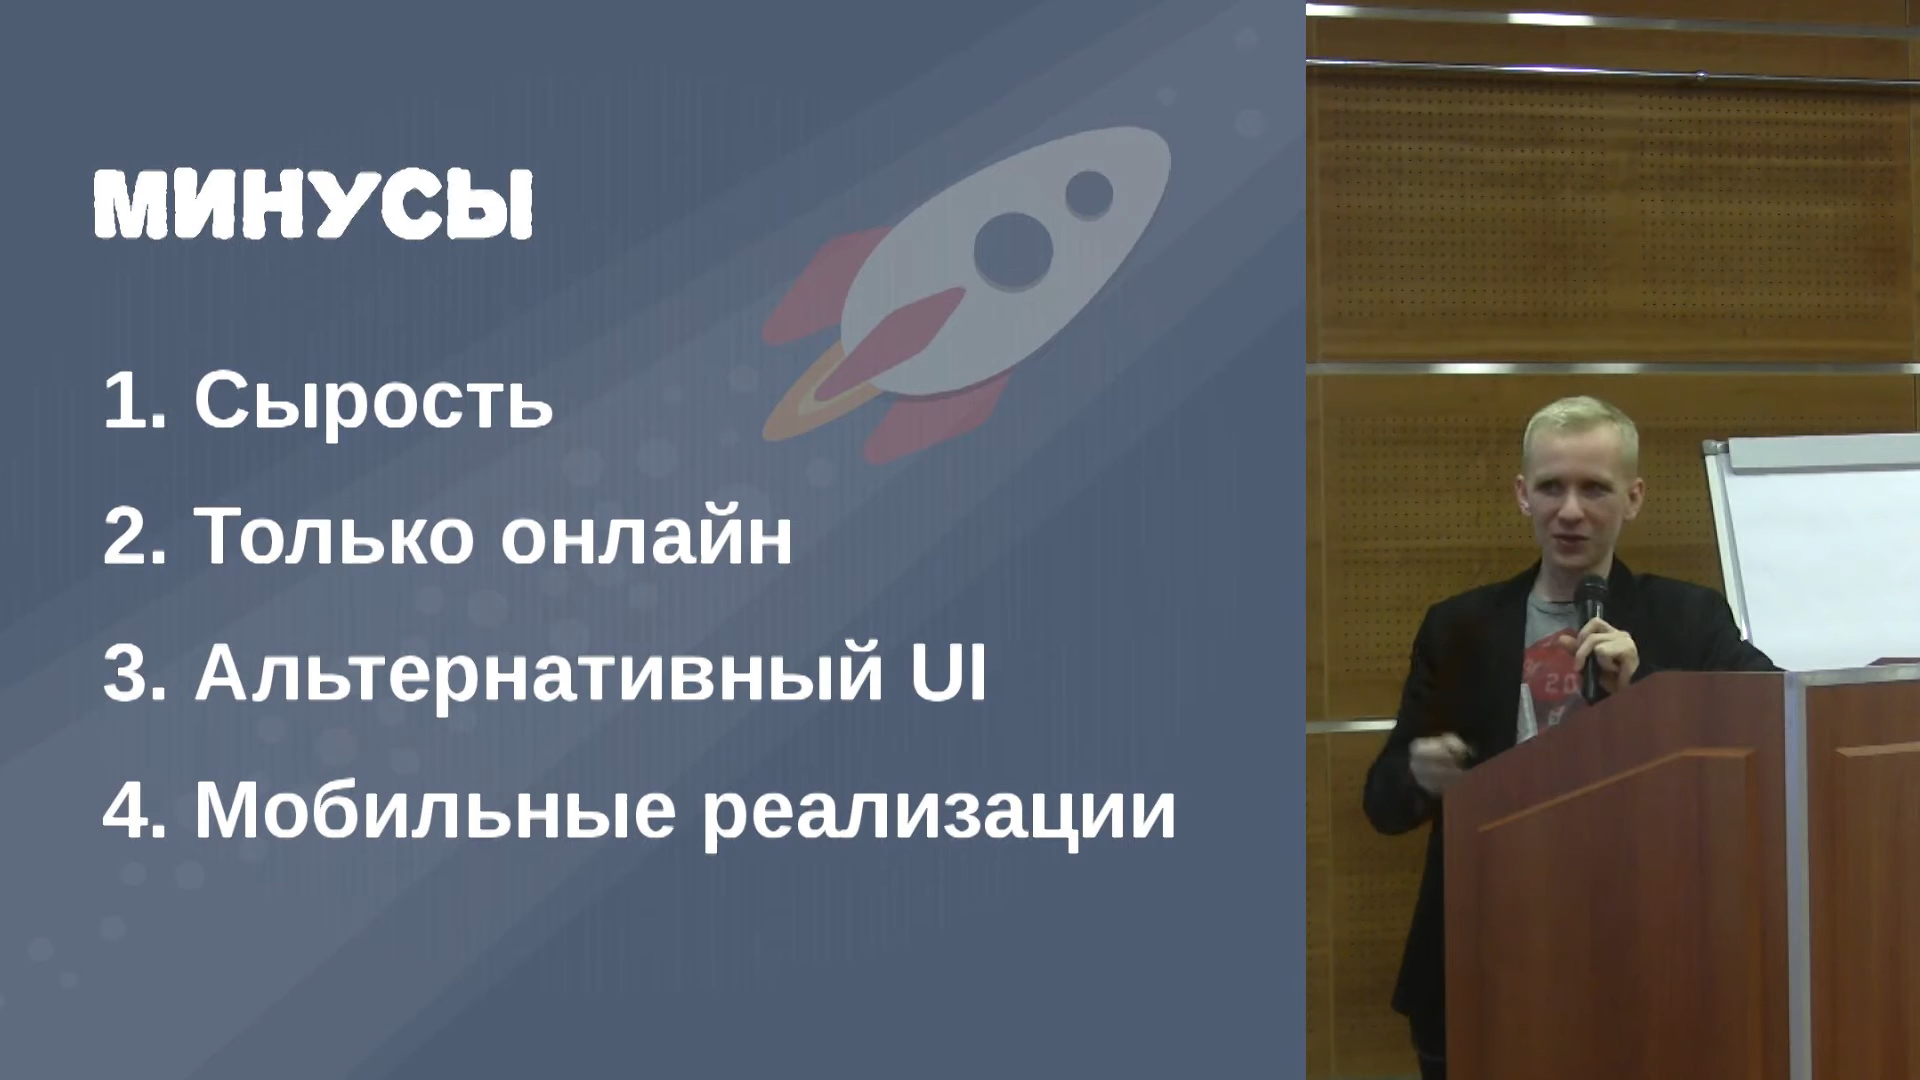 МИНУСЫ
1. Сырость
2. Только онлайн
3. Альтернативный UI
4. Мобильные реализации